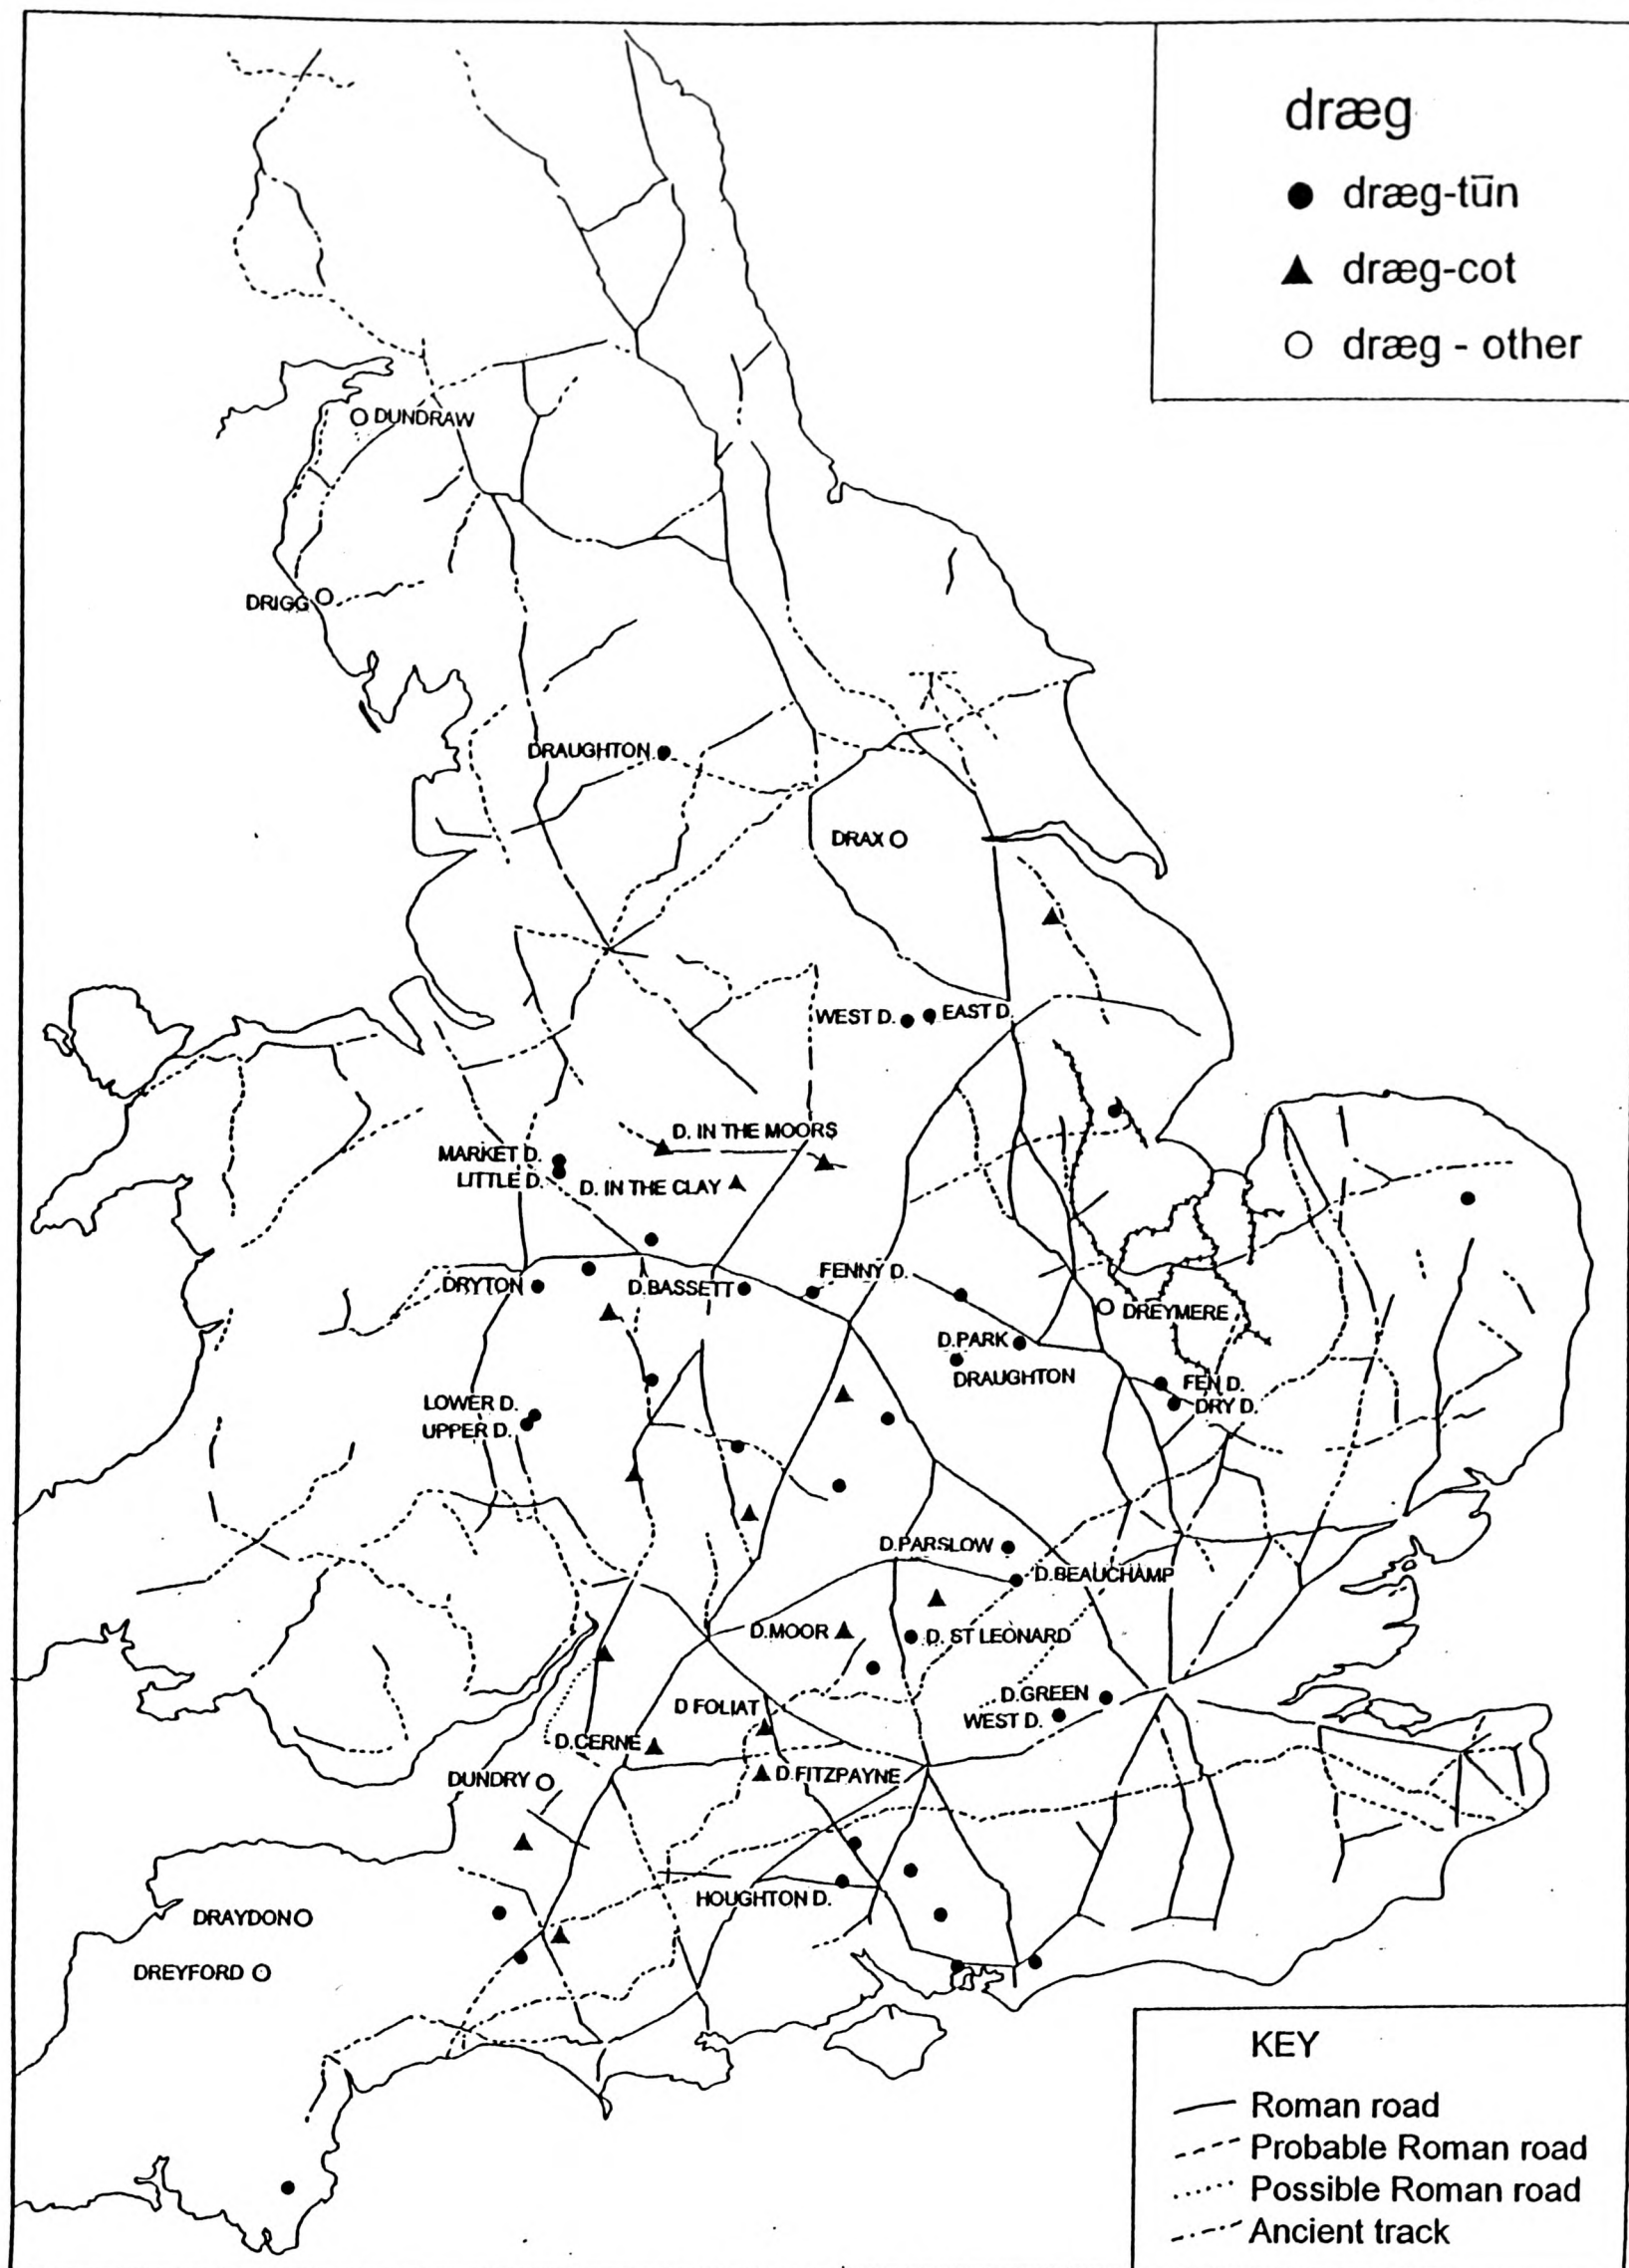 dræg
dræg-tūn
dræg-cot
dræg - other
DUNDRAW
DRIGG
DRAUGHTON
DRAX
WEST D.
EAST D.
D. IN THE MOORS
MARKET D.
LITTLE D.
D. IN THE CLAY
FENNY D.
DRYTON
D.BASSETT
DREYMERE
D.PARK
DRAUGHTON
FEN D.
DRY D.
LOWER D.
UPPER D.
D.PARSLOW
D.BEAUCHAMP
D.MOOR
D. ST LEONARD
D.GREEN
D FOLIAT
WEST D.
D.CERNE
DUNDRY
D.FITZPAYNE
HOUGHTON D.
DRAYDON
DREYFORD
KEY
Roman road
Probable Roman road
Possible Roman road
Ancient track